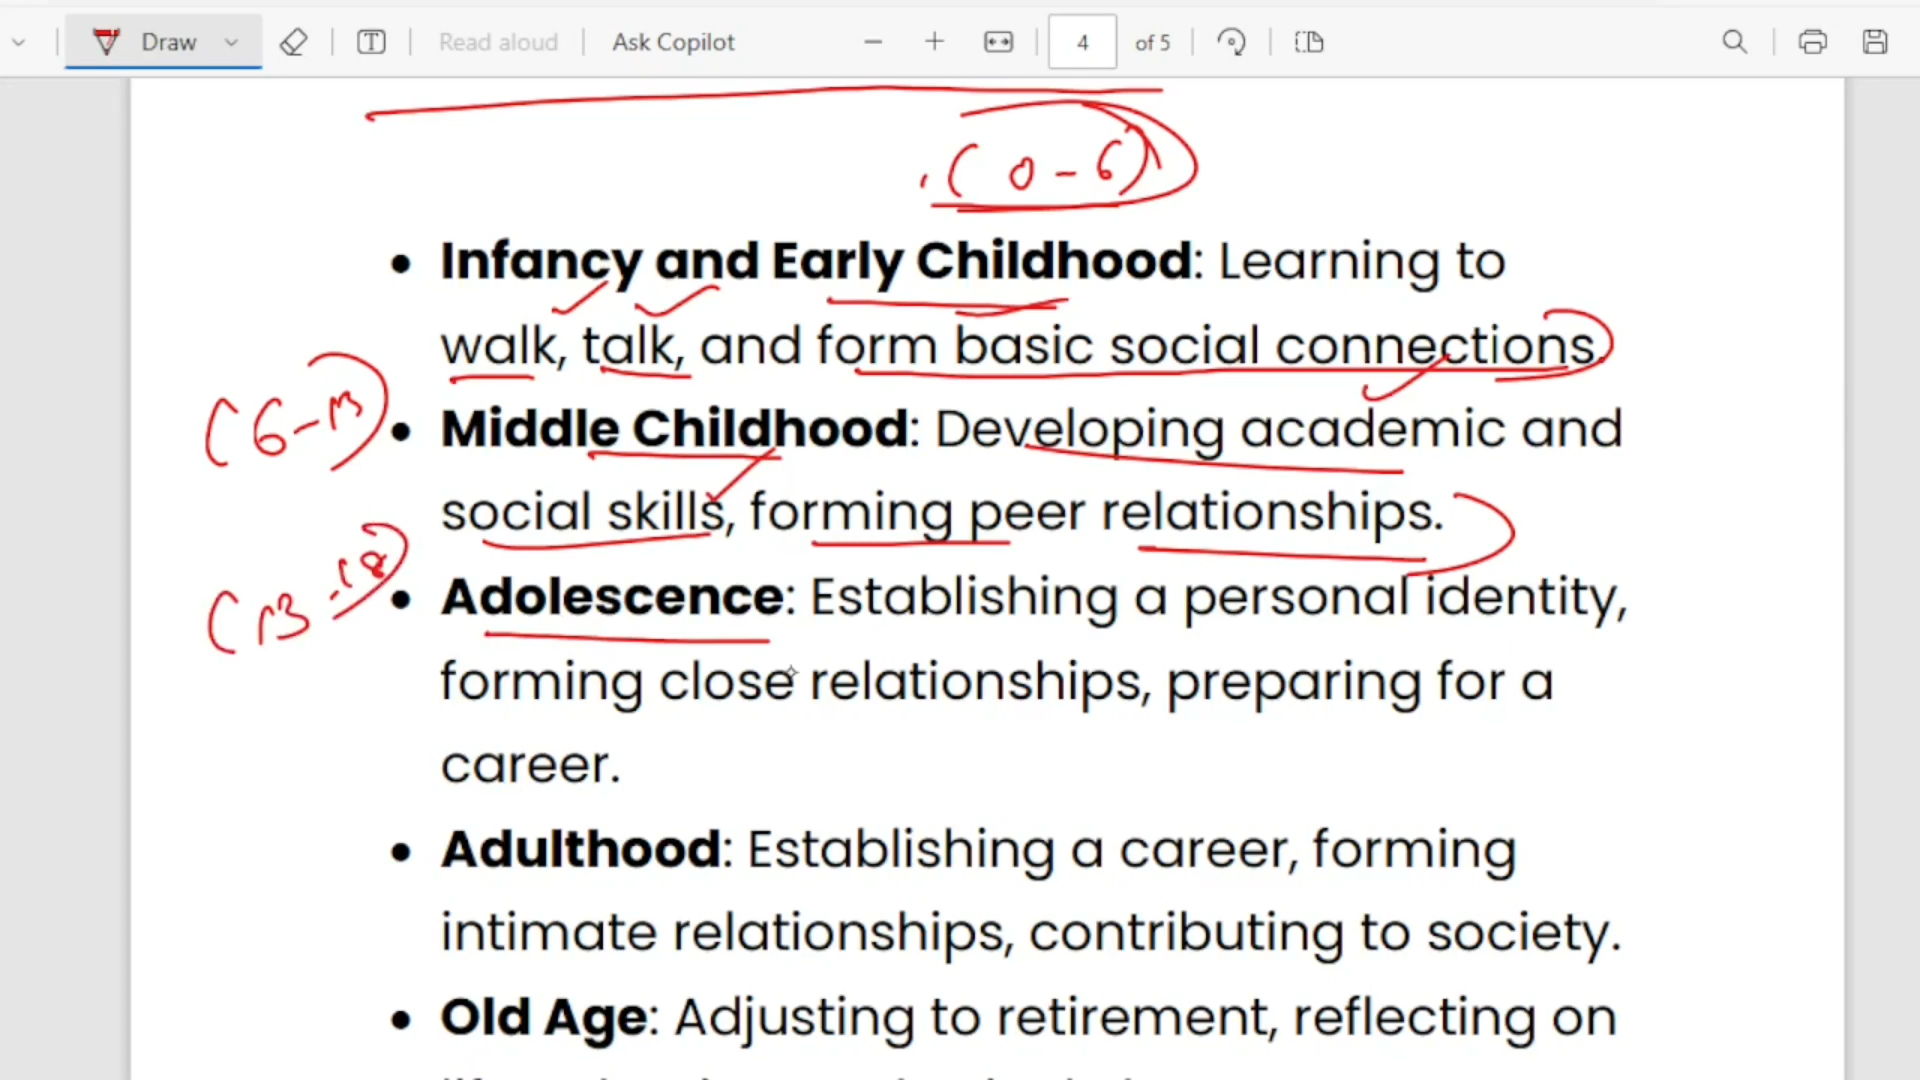 Draw
Read aloud
Ask Copilot
4 of 5
(0-6)
• Infancy and Early Childhood: Learning to
walk, talk, and form basic social connections.
(6-13)
• Middle Childhood: Developing academic and
social skills, forming peer relationships.
(13-18)
• Adolescence: Establishing a personal identity,
forming close relationships, preparing for a
career.
• Adulthood: Establishing a career, forming
intimate relationships, contributing to society.
• Old Age: Adjusting to retirement, reflecting on